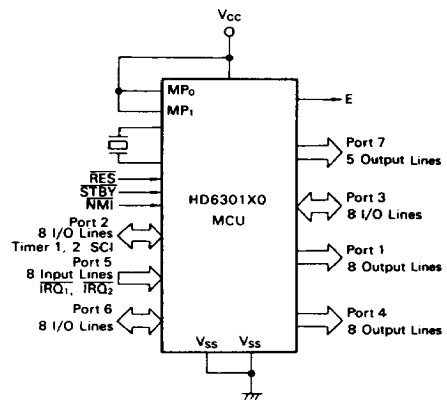 VCC
MP0
MP1
E
HD6301X0
MCU
RES
STBY
NMI
Port 2
8 I/O Lines
Timer 1, 2 SCI
Port 5
8 Input Lines
IRQ1, IRQ2
Port 6
8 I/O Lines
Port 7
5 Output Lines
Port 3
8 I/O Lines
Port 1
8 Output Lines
Port 4
8 Output Lines
VSS VSS